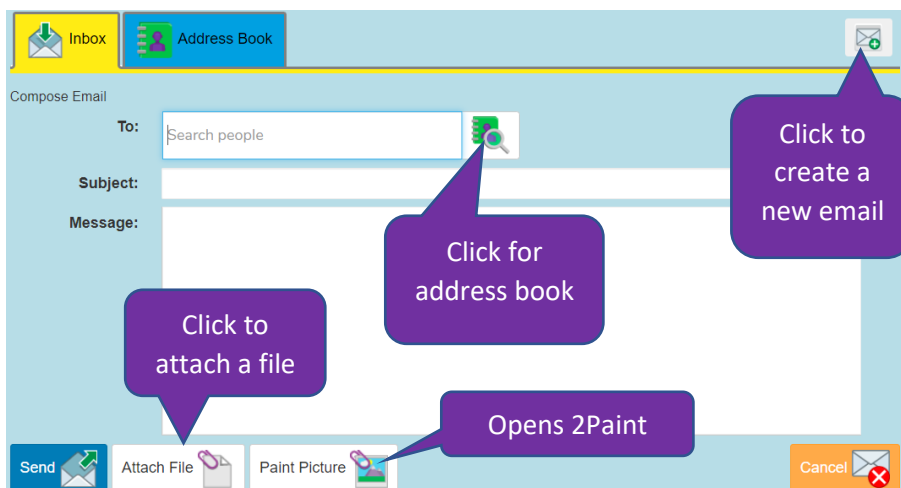 Inbox
Address Book
Compose Email
To:
Search people
Click to
create a
new email
Subject:
Message:
Click for
address book
Click to
attach a file
Opens 2Paint
Send
Attach File
Paint Picture
Cancel